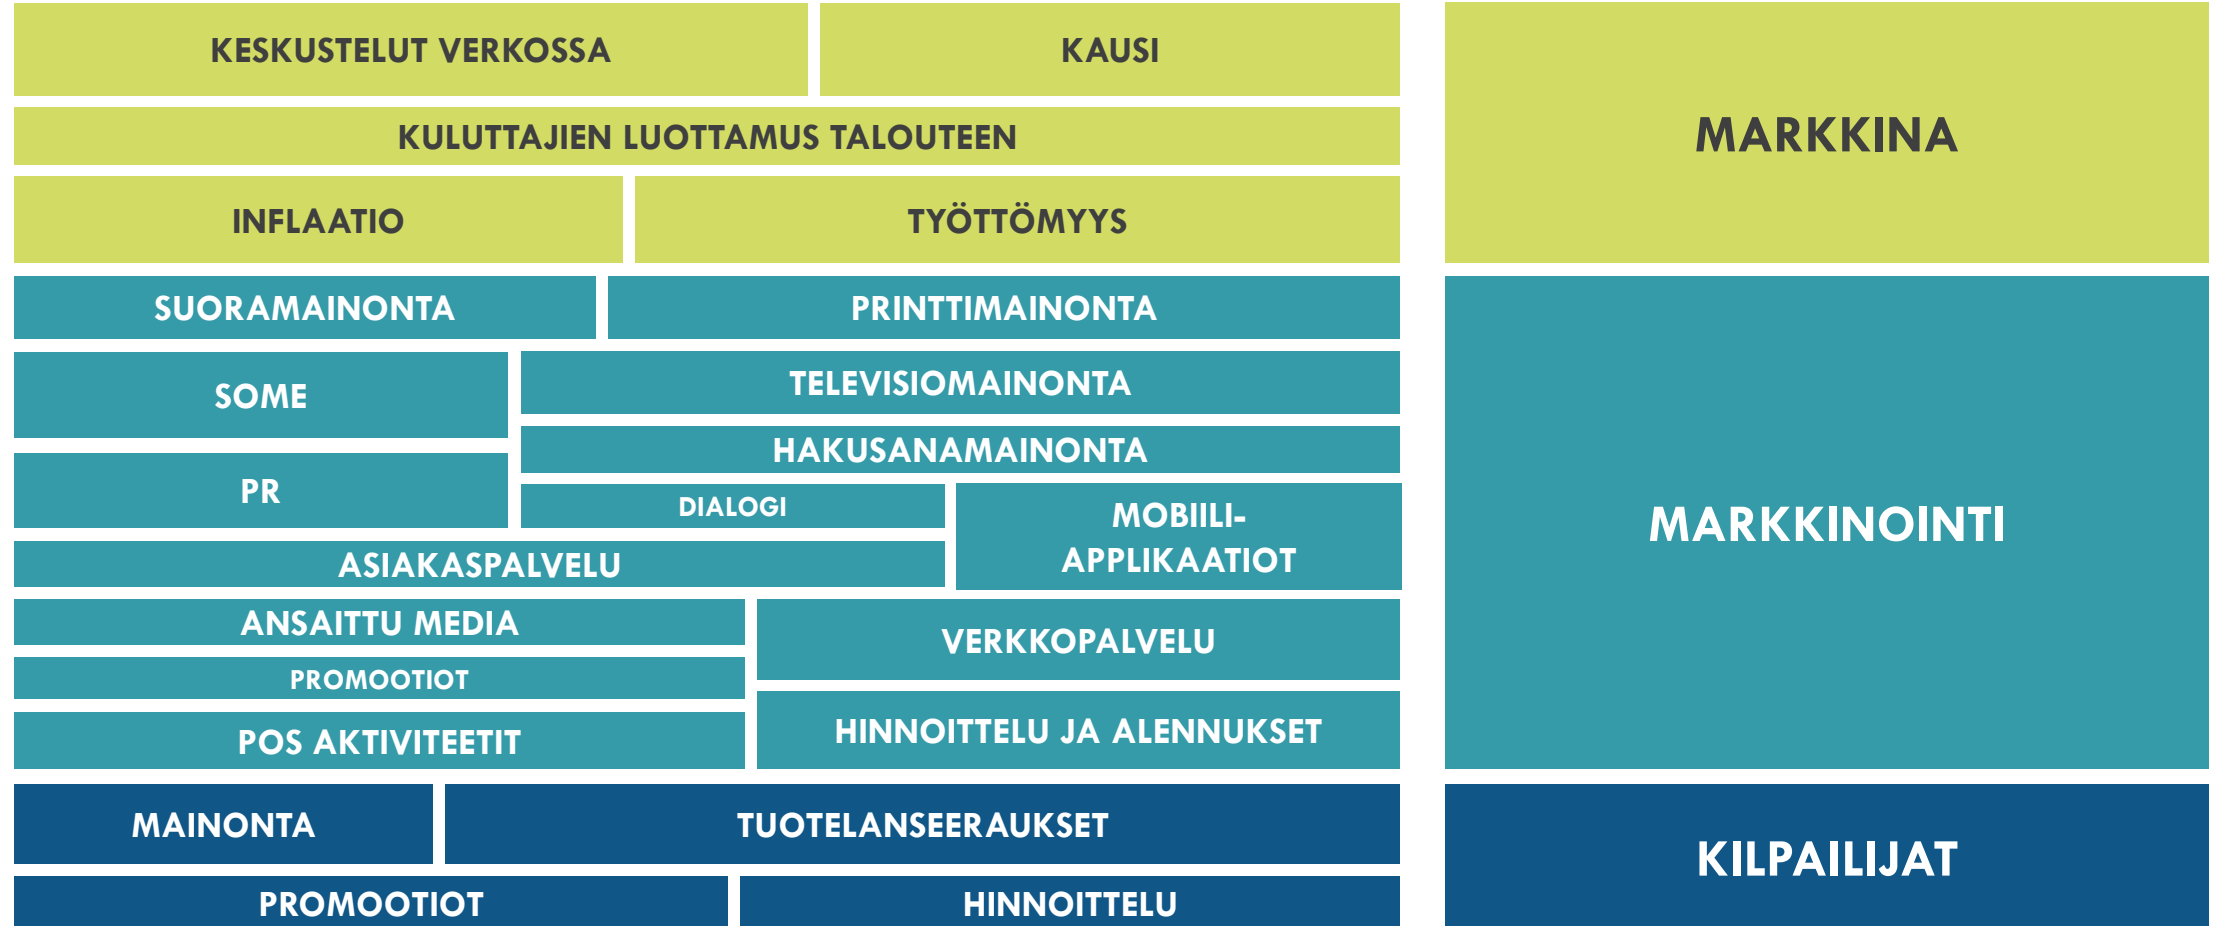 KESKUSTELUT VERKOSSA
KAUSI
KULUTTAJIEN LUOTTAMUS TALOUTEEN
INFLAATIO
TYÖTTÖMYYS
MARKKINA
SUORAMAINONTA
PRINTTIMAINONTA
SOME
TELEVISIOMAINONTA
HAKUSANAMAINONTA
PR
DIALOGI
MOBIILI-
APPLIKAATIOT
ASIAKASPALVELU
ANSAITTU MEDIA
VERKKOPALVELU
PROMOOTIOT
POS AKTIVITEETIT
HINNOITTELU JA ALENNUKSET
MARKKINOINTI
MAINONTA
TUOTELANSEERAUKSET
PROMOOTIOT
HINNOITTELU
KILPAILIJAT